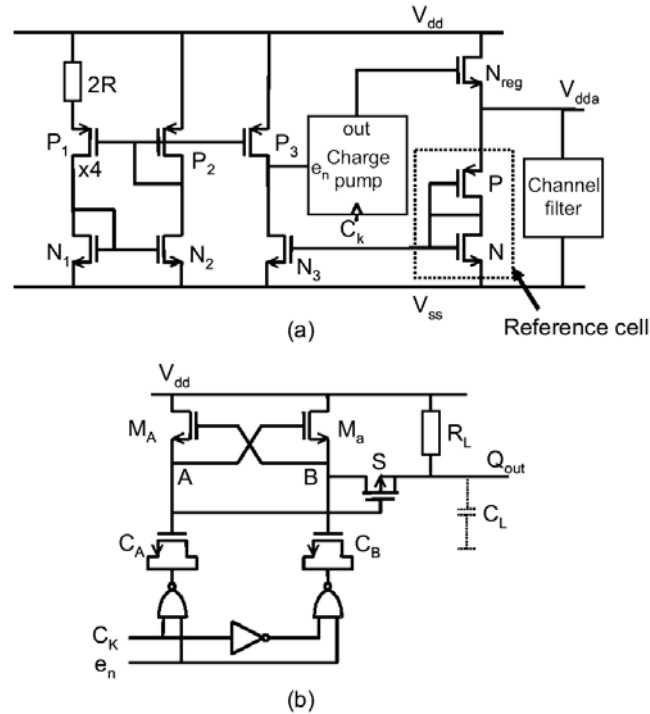 V_dd
2R
P_1
x4
P_2
P_3
N_reg
V_dda
out
e_n
Charge
pump
C_k
P
N
Channel
filter
N_1
N_2
N_3
V_ss
Reference cell
(a)
V_dd
M_A
M_a
R_L
A
B
S
Q_out
C_A
C_B
C_L
C_K
e_n
(b)